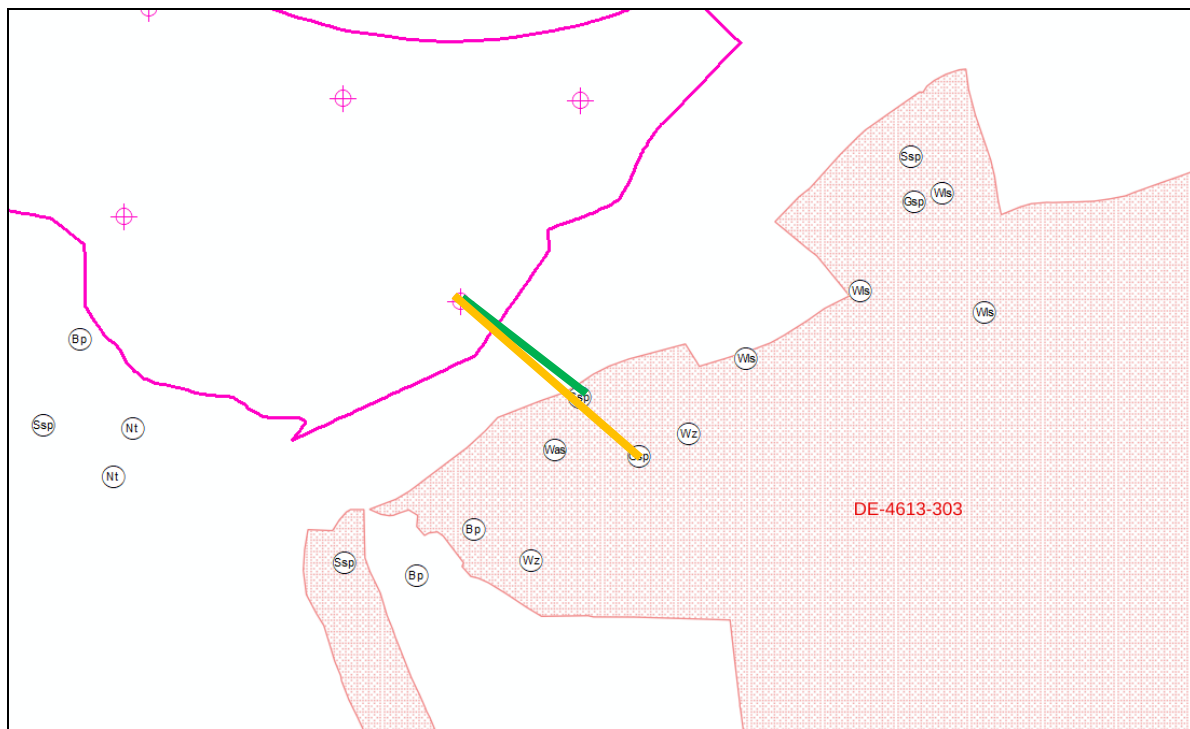 Ssp
Wls
Gsp
Wls
Wls
Bp
Wls
Ssp
Ssp
Nt
Wz
Was
Gsp
Nt
DE-4613-303
Bp
Wz
Ssp
Bp